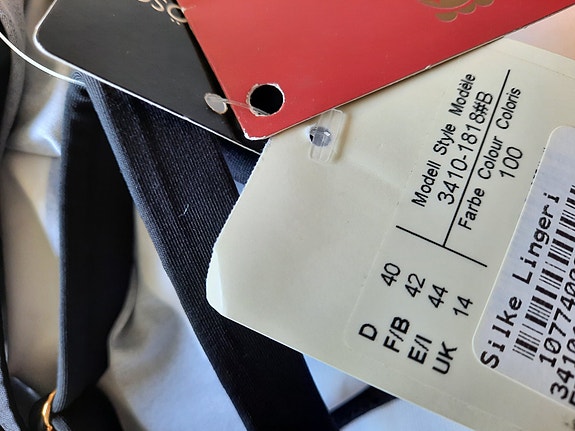 Modell Style Modèle
3410-1818#B
Farbe Colour Coloris
100
D 40
F/B 42
E/I 44
UK 14
Silke Lingeri